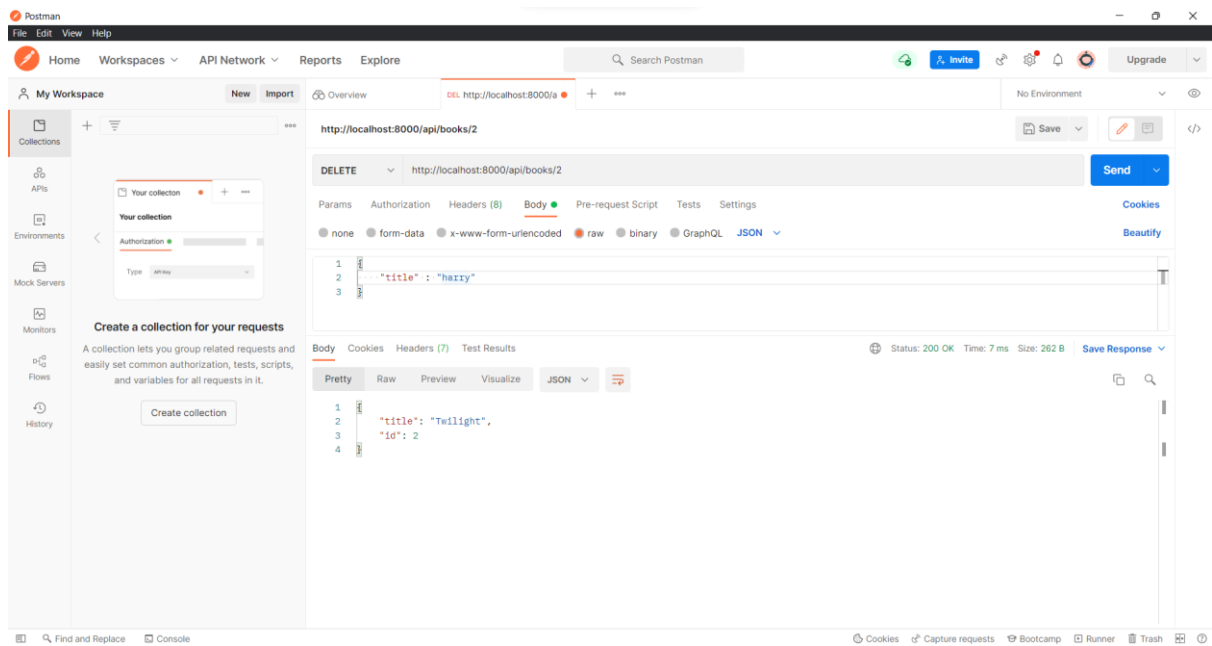 Postman
File Edit View Help
Home Workspaces API Network Reports Explore Search Postman Invite Upgrade
My Workspace New Import Overview DEL http://localhost:8000/a No Environment
Collections
APIs
Environments
Mock Servers
Monitors
Flows
History
Your collecton
Your collection
Authorization
Type API Key
Create a collection for your requests
A collection lets you group related requests and
easily set common authorization, tests, scripts,
and variables for all requests in it.
Create collection
http://localhost:8000/api/books/2 Save
DELETE http://localhost:8000/api/books/2 Send
Params Authorization Headers (8) Body Pre-request Script Tests Settings Cookies
none form-data x-www-form-urlencoded raw binary GraphQL JSON Beautify
1 {
2 "title" : "harry"
3 }
Body Cookies Headers (7) Test Results Status: 200 OK Time: 7 ms Size: 262 B Save Response
Pretty Raw Preview Visualize JSON
1 {
2 "title": "Twilight",
3 "id": 2
4 }
Find and Replace Console Cookies Capture requests Bootcamp Runner Trash